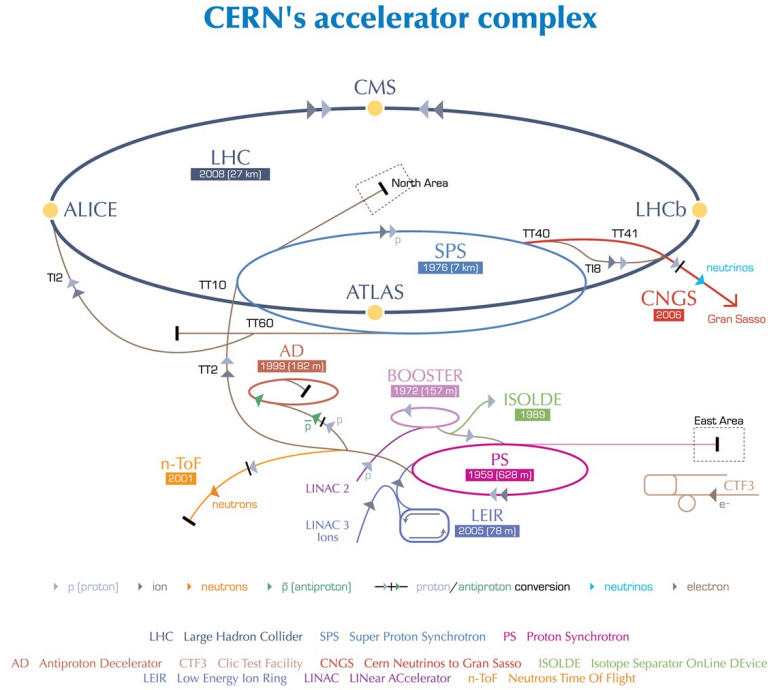 CERN's accelerator complex
CMS
LHC
2008 (27 km)
North Area
ALICE
LHCb
p
TT40
TT41
SPS
1976 (7 km)
TI2
TI8
neutrinos
TT10
ATLAS
CNGS
2006
Gran Sasso
TT60
AD
1999 (182 m)
TT2
BOOSTER
1972 (157 m)
ISOLDE
1989
p̅
p
East Area
n-ToF
2001
neutrons
LINAC 2
p
PS
1959 (628 m)
CTF3
e-
LEIR
2005 (78 m)
LINAC 3
Ions
p (proton) ion neutrons p̅ (antiproton) proton/antiproton conversion neutrinos electron
LHC Large Hadron Collider SPS Super Proton Synchrotron PS Proton Synchrotron
AD Antiproton Decelerator CTF3 Clic Test Facility CNGS Cern Neutrinos to Gran Sasso ISOLDE Isotope Separator OnLine DEvice
LEIR Low Energy Ion Ring LINAC LINear ACcelerator n-ToF Neutrons Time Of Flight